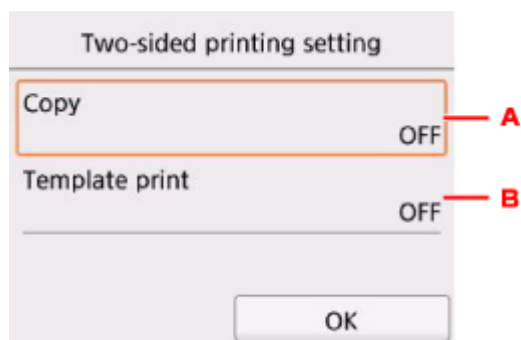 Two-sided printing setting
Copy
OFF
A
Template print
OFF
B
OK